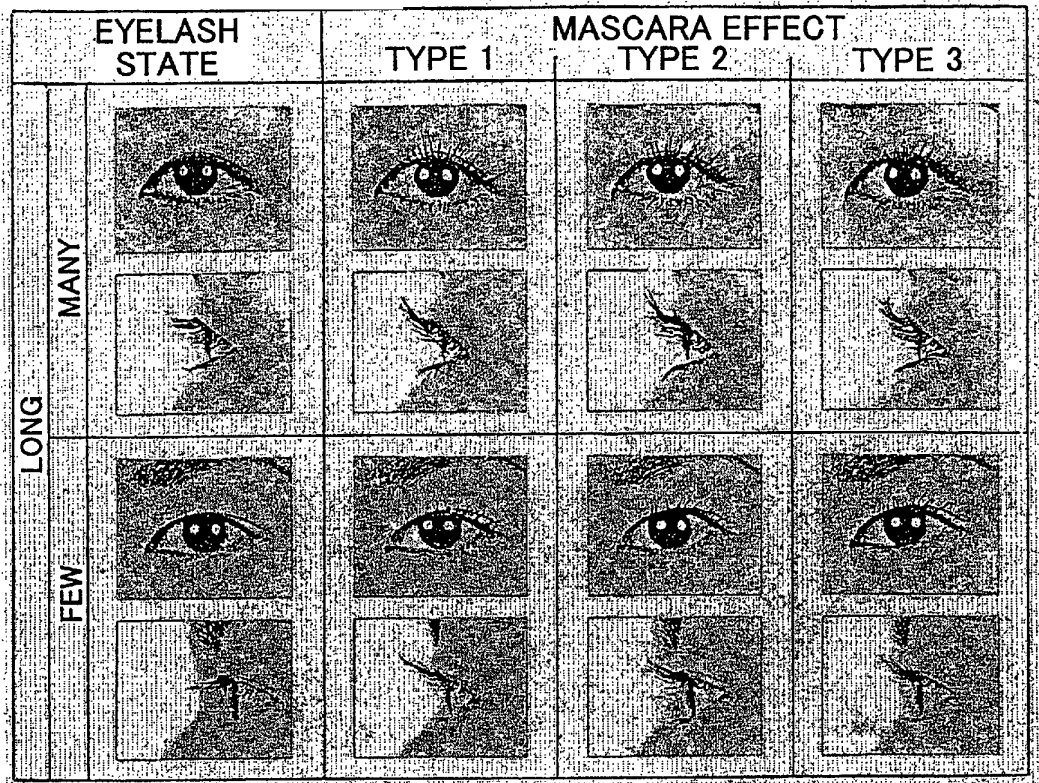 EYELASH
STATE
MASCARA EFFECT
TYPE 1
TYPE 2
TYPE 3
LONG
MANY
FEW